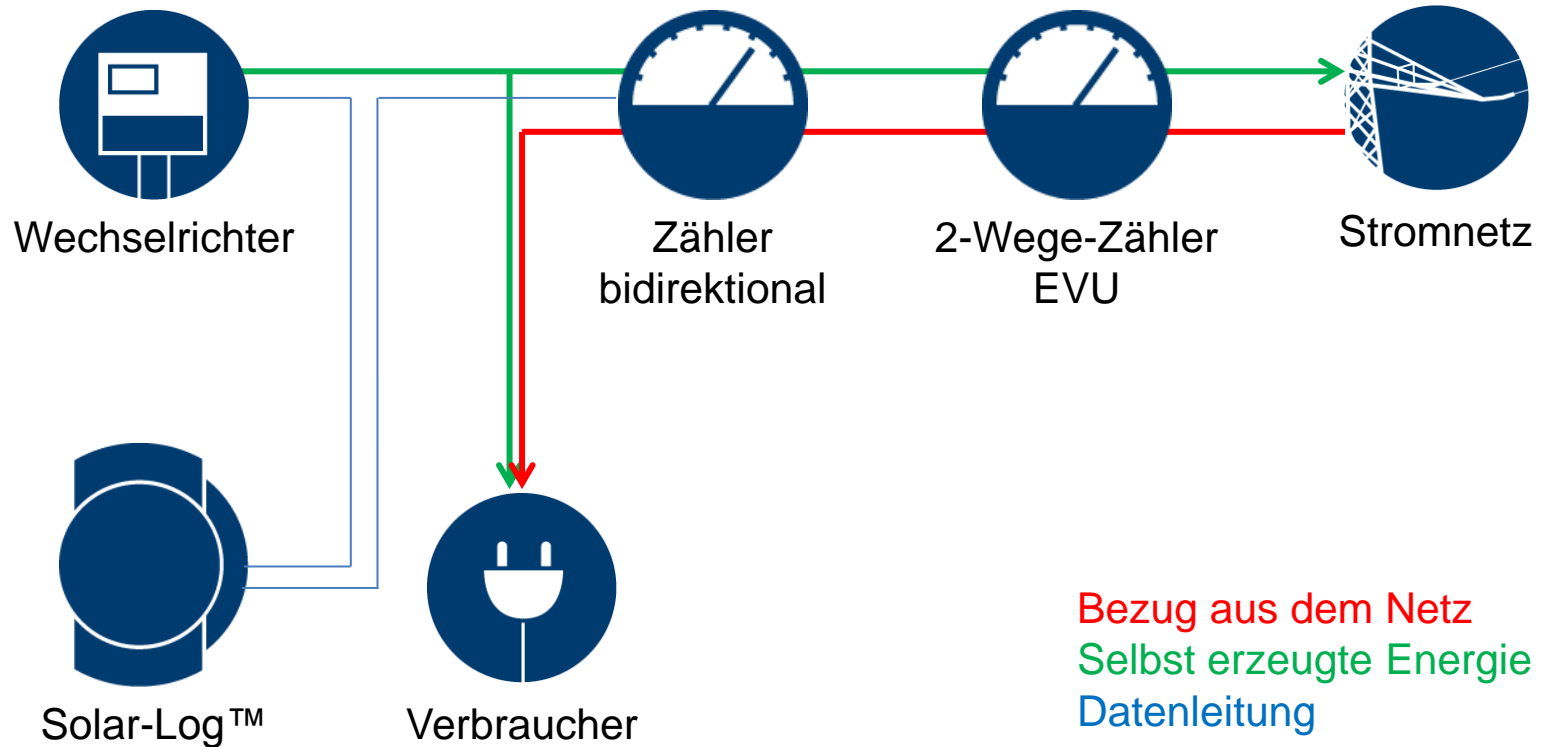 Wechselrichter
Zähler
bidirektional
2-Wege-Zähler
EVU
Stromnetz
Solar-Log™
Verbraucher
Bezug aus dem Netz
Selbst erzeugte Energie
Datenleitung